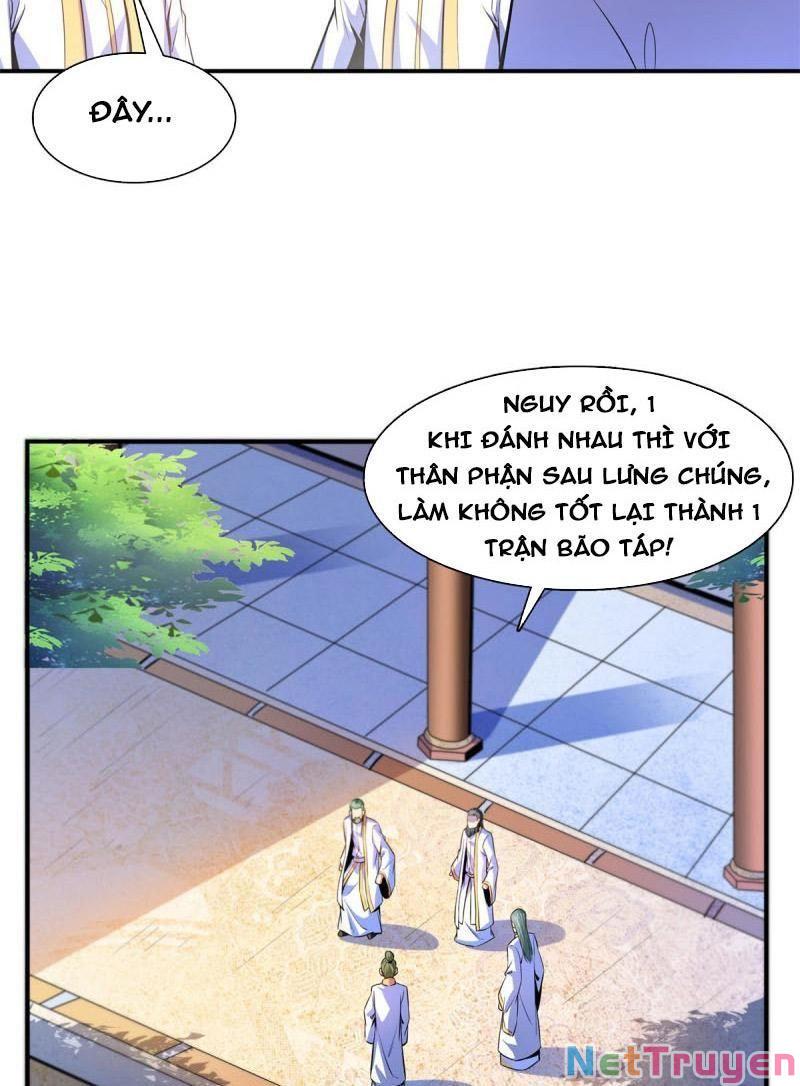 ĐÂY...
NGUY RỒI, 1
KHI ĐÁNH NHAU THÌ VỚI
THÂN PHẬN SAU LƯNG CHÚNG,
LÀM KHÔNG TỐT LẠI THÀNH 1
TRẬN BÃO TÁP!
NetTruyen